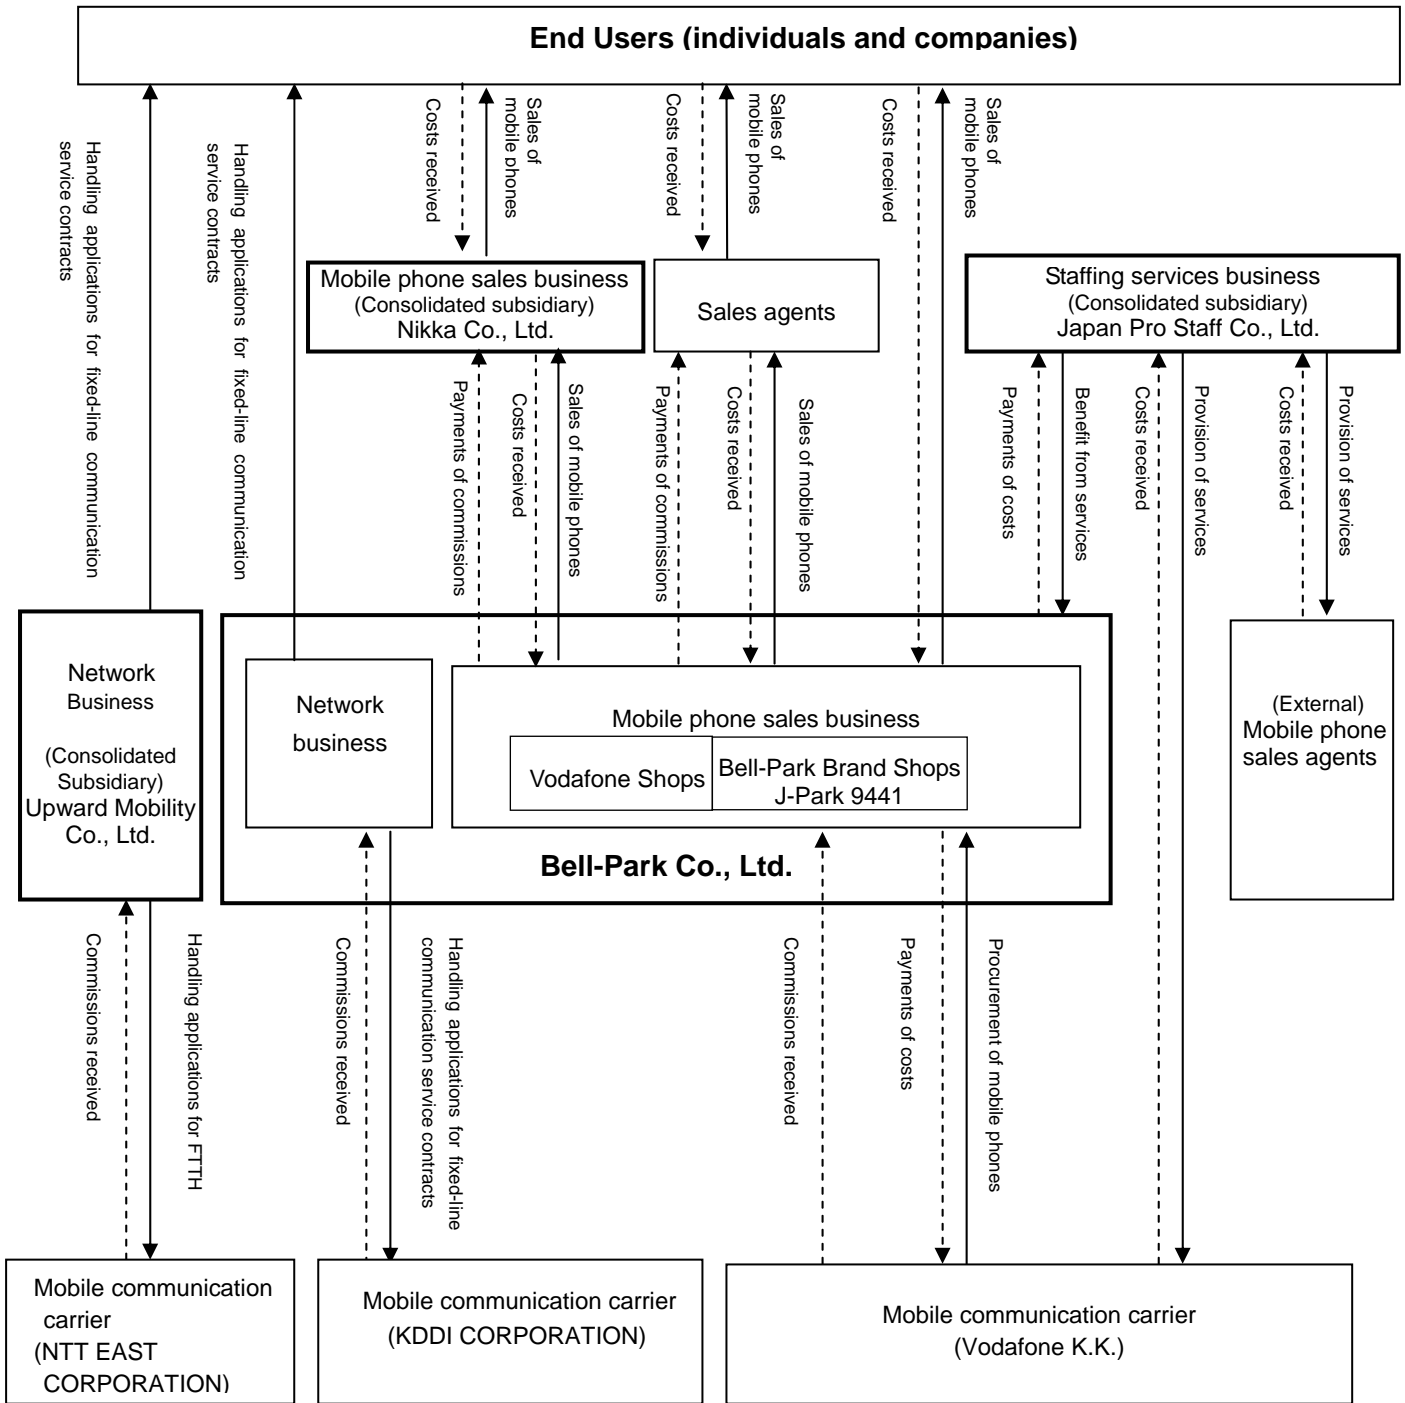 End Users (individuals and companies)
Handling applications for fixed-line communication
service contracts
Handling applications for fixed-line communication
service contracts
Costs received
Sales of
mobile phones
Costs received
Sales of
mobile phones
Costs received
Sales of
mobile phones
Mobile phone sales business
(Consolidated subsidiary)
Nikka Co., Ltd.
Sales agents
Staffing services business
(Consolidated subsidiary)
Japan Pro Staff Co., Ltd.
Payments of commissions
Costs received
Sales of mobile phones
Payments of commissions
Costs received
Sales of mobile phones
Payments of costs
Benefit from services
Costs received
Provision of services
Costs received
Provision of services
Network
Business
(Consolidated
Subsidiary)
Upward Mobility
Co., Ltd.
Network
business
Mobile phone sales business
Vodafone Shops
Bell-Park Brand Shops
J-Park 9441
Bell-Park Co., Ltd.
(External)
Mobile phone
sales agents
Commissions received
Handling applications for FTTH
Commissions received
Handling applications for fixed-line
communication service contracts
Commissions received
Payments of costs
Procurement of mobile phones
Mobile communication
carrier
(NTT EAST
CORPORATION)
Mobile communication carrier
(KDDI CORPORATION)
Mobile communication carrier
(Vodafone K.K.)